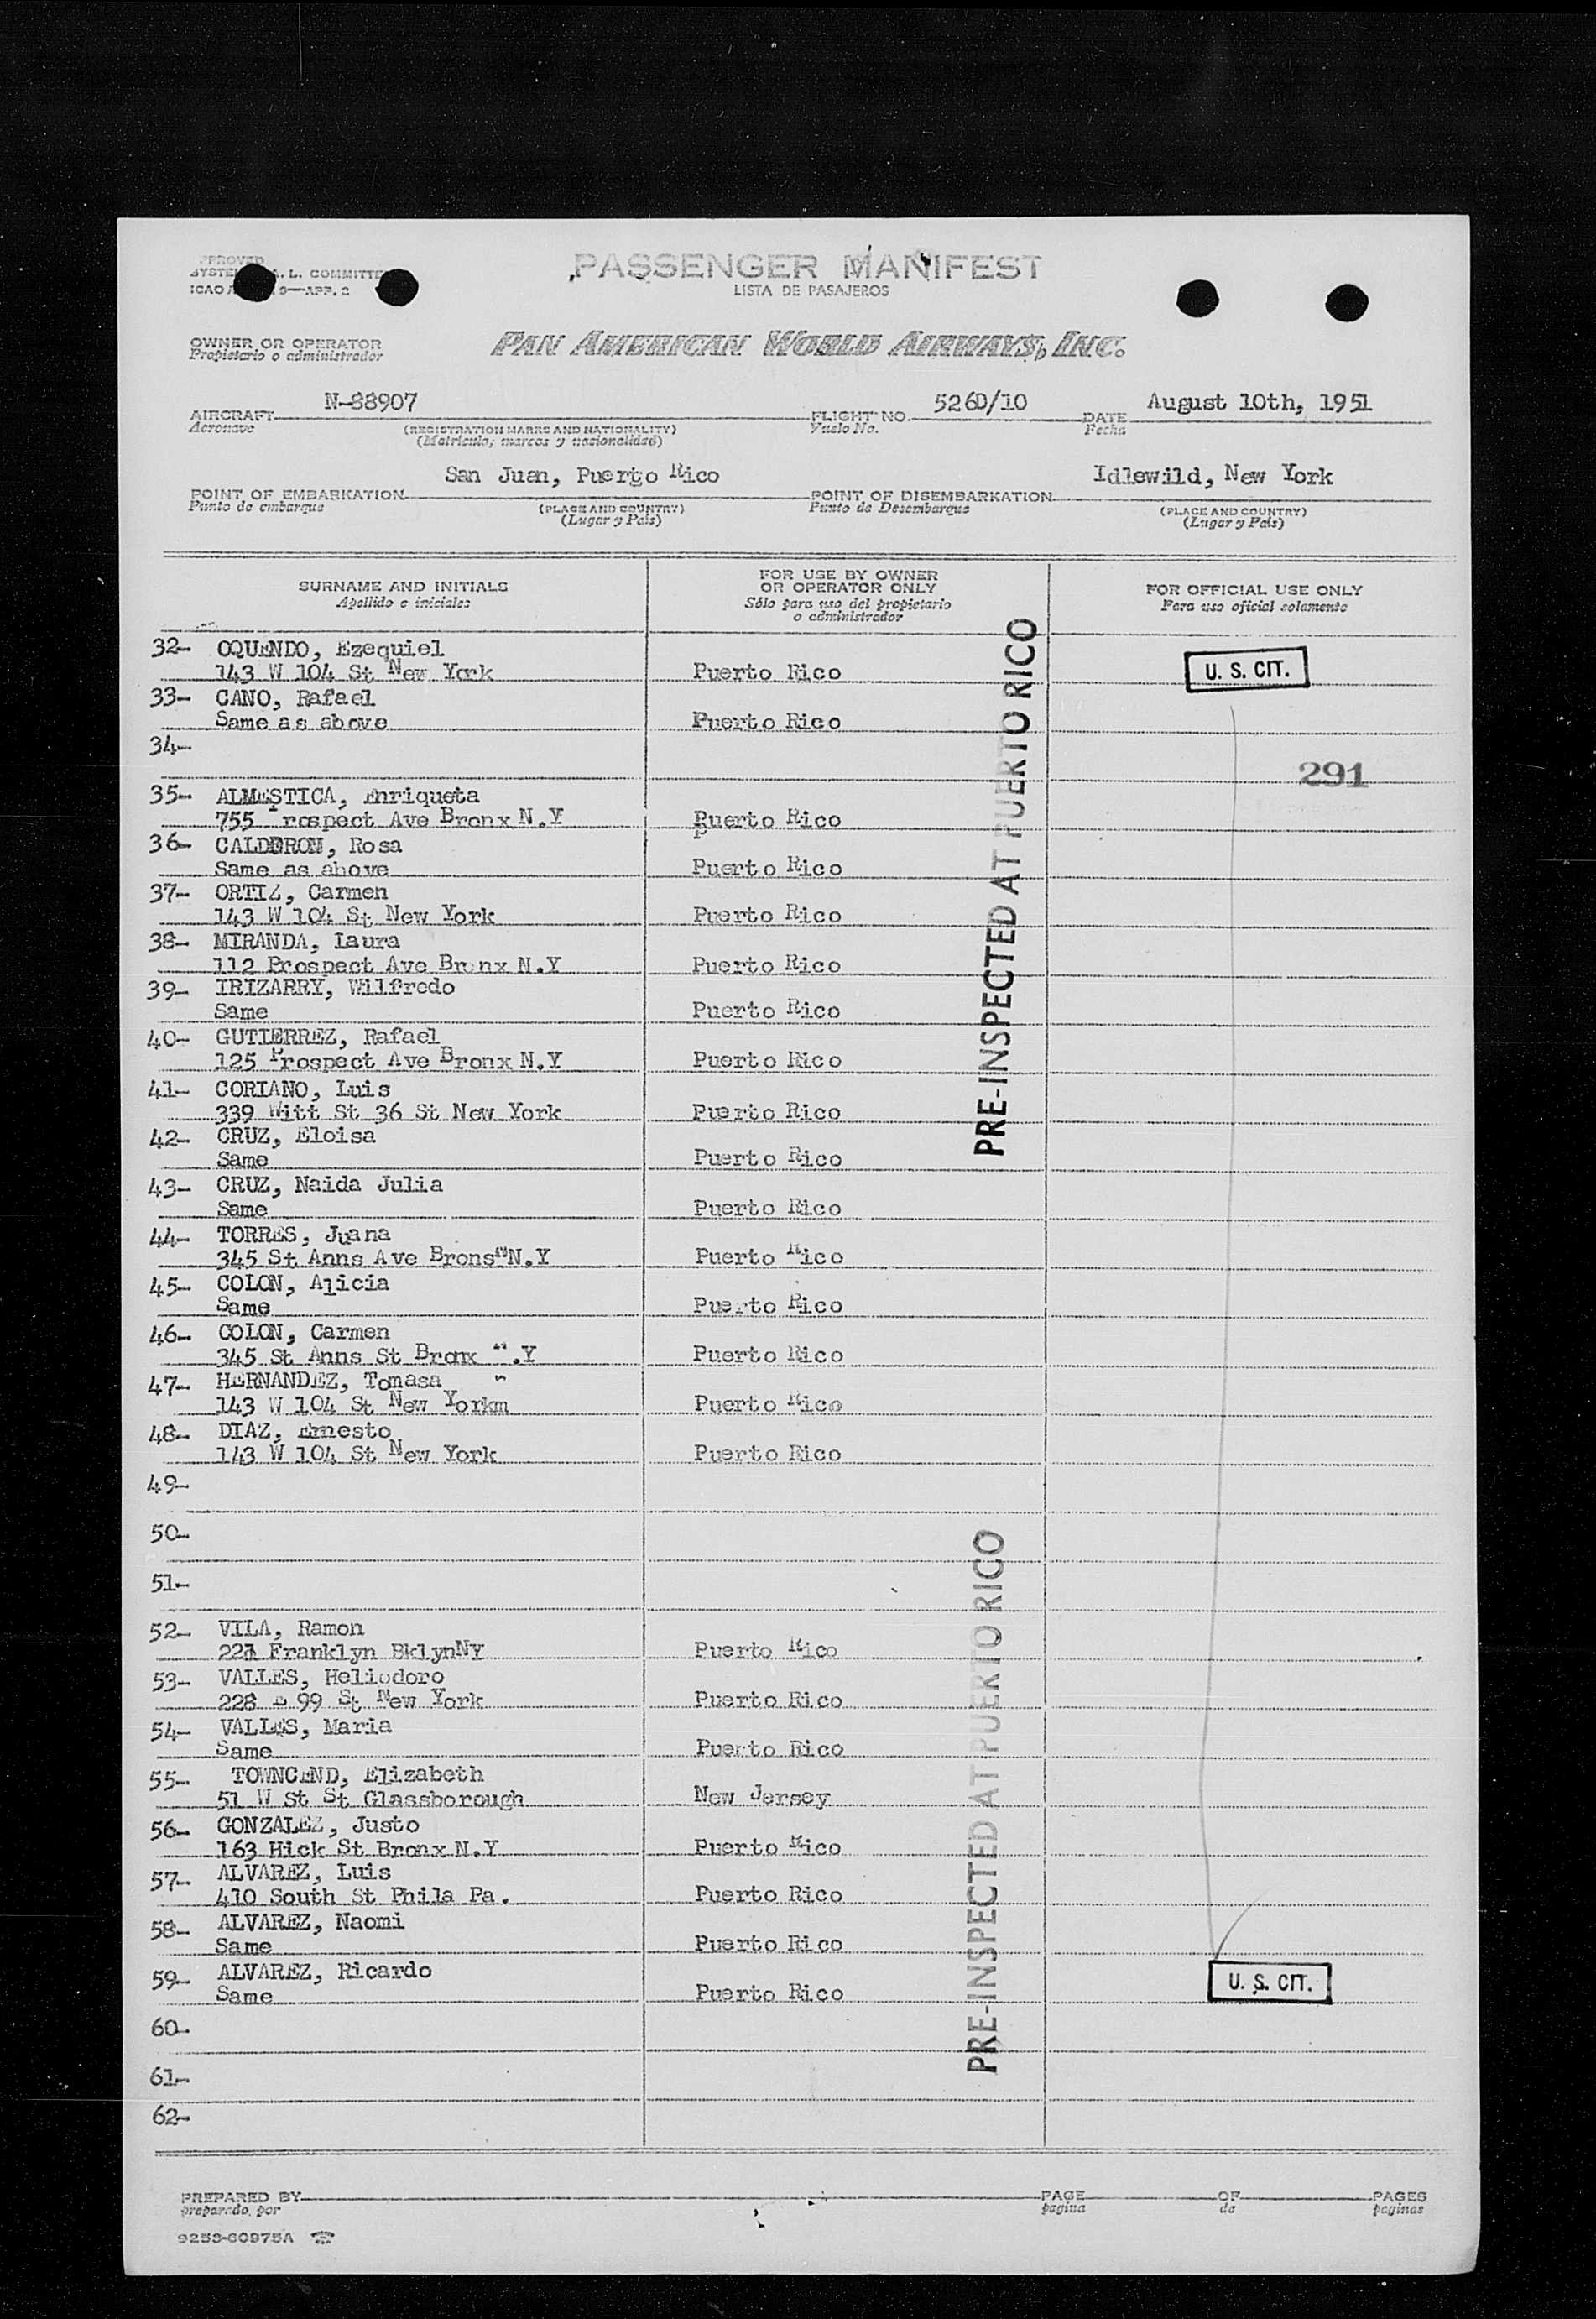 PASSENGER MANIFEST
LISTA DE PASAJEROS
OWNER OR OPERATOR
Propietario o administrador
PAN AMERICAN WORLD AIRWAYS, INC.
AIRCRAFT N-88907 FLIGHT NO. 526D/10 DATE August 10th, 1951
Aeronave (REGISTRATION MARKS AND NATIONALITY) Vuelo No. Fecha
(Matricula, marcas y nacionalidad)
POINT OF EMBARKATION San Juan, Puerto Rico POINT OF DISEMBARKATION Idlewild, New York
Punto de embarque (PLACE AND COUNTRY) Punto de Desembarque (PLACE AND COUNTRY)
(Lugar y Pais) (Lugar y Pais)
SURNAME AND INITIALS FOR USE BY OWNER OR OPERATOR ONLY FOR OFFICIAL USE ONLY
Apellido e iniciales Sólo para uso del propietario o administrador Para uso oficial solamente
32- OQUENDO, Ezequiel
143 W 104 St New York Puerto Rico U. S. CIT.
33- CANO, Rafael
Same as above Puerto Rico
34-
291
35- ALMESTICA, Enriqueta
755 Prospect Ave Bronx N.Y Puerto Rico
36- CALDERON, Rosa
Same as above Puerto Rico
37- ORTIZ, Carmen
143 W 104 St New York Puerto Rico
38- MIRANDA, Laura
112 Prospect Ave Bronx N.Y Puerto Rico
39- IRIZARRY, Wilfredo
Same Puerto Rico
40- GUTIERREZ, Rafael
125 Prospect Ave Bronx N.Y Puerto Rico
41- CORIANO, Luis
339 Witt St 36 St New York Puerto Rico
42- CRUZ, Eloisa
Same Puerto Rico
43- CRUZ, Naida Julia
Same Puerto Rico
44- TORRES, Juana
345 St Anns Ave Brons N.Y Puerto Rico
45- COLON, Alicia
Same Puerto Rico
46- COLON, Carmen
345 St Anns St Bronx N.Y Puerto Rico
47- HERNANDEZ, Tomasa
143 W 104 St New Yorkm Puerto Rico
48- DIAZ, Ernesto
143 W 104 St New York Puerto Rico
49-
50-
51-
52- VILA, Ramon
221 Franklyn BklynNY Puerto Rico
53- VALLES, Heliodoro
228 E 99 St New York Puerto Rico
54- VALLES, Maria
Same Puerto Rico
55- TOWNCEND, Elizabeth
51 W St St Glassborough New Jersey
56- GONZALEZ, Justo
163 Hick St Bronx N.Y Puerto Rico
57- ALVAREZ, Luis
410 South St Phila Pa. Puerto Rico
58- ALVAREZ, Naomi
Same Puerto Rico
59- ALVAREZ, Ricardo
Same Puerto Rico U. S. CIT.
60-
61-
62-
PRE-INSPECTED AT PUERTO RICO
PRE-INSPECTED AT PUERTO RICO
PREPARED BY PAGE OF PAGES
preparado por pagina de paginas
9253-60975A